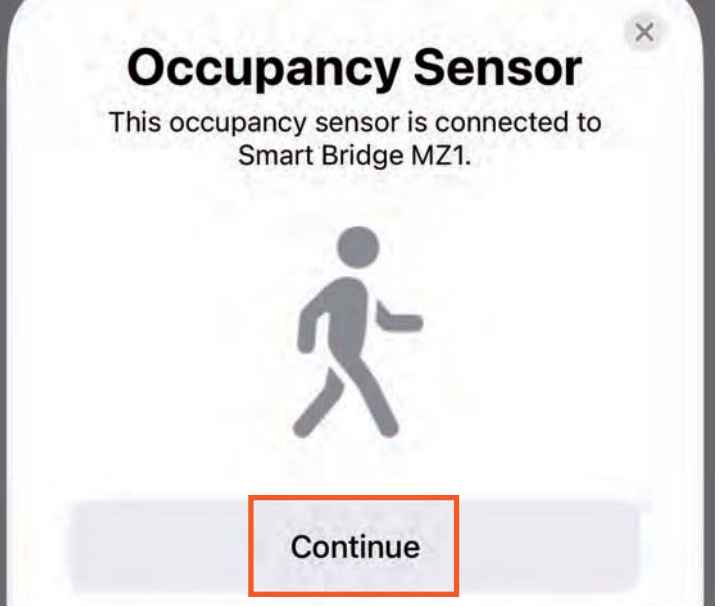 Occupancy Sensor
This occupancy sensor is connected to
Smart Bridge MZ1.
Continue